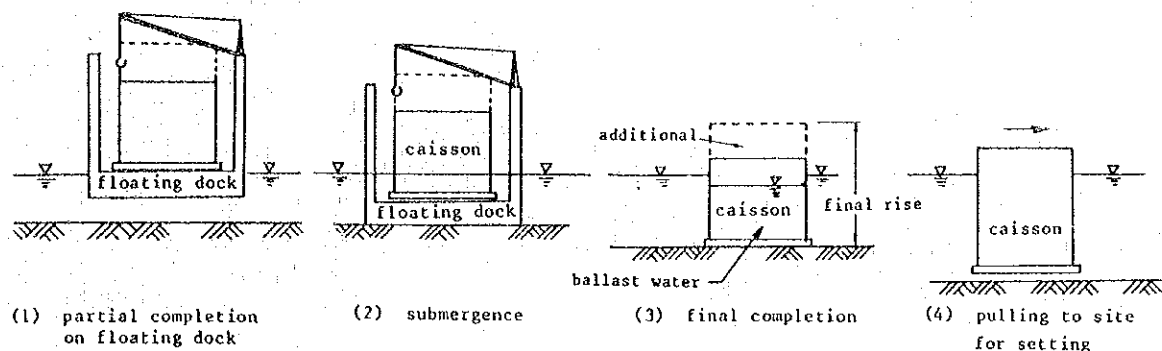 floating dock
(1) partial completion
on floating dock
caisson
floating dock
(2) submergence
additional
caisson
final rise
ballast water
(3) final completion
caisson
(4) pulling to site
for setting